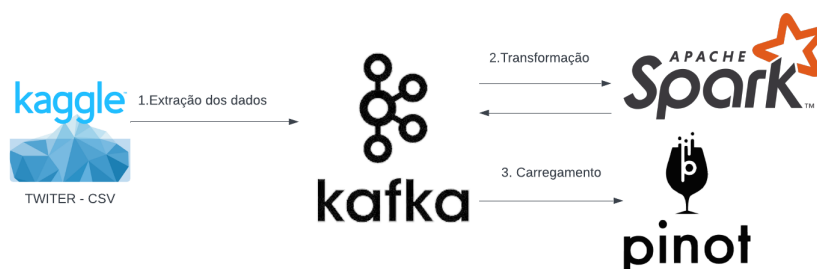 kaggle
1.Extração dos dados
TWITER - CSV
kafka
2.Transformação
APACHE
Spark
TM
3. Carregamento
p
pinot